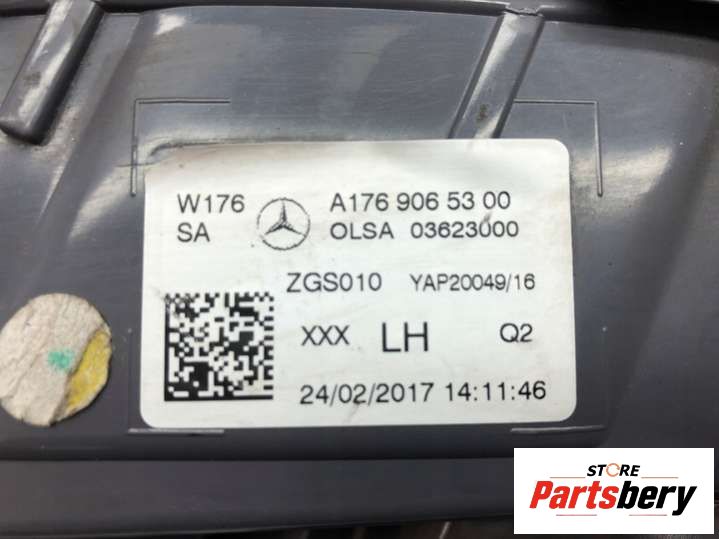 W176 A176 906 53 00
SA OLSA 03623000
ZGS010 YAP20049/16
XXX LH Q2
24/02/2017 14:11:46
STORE
Partsbery